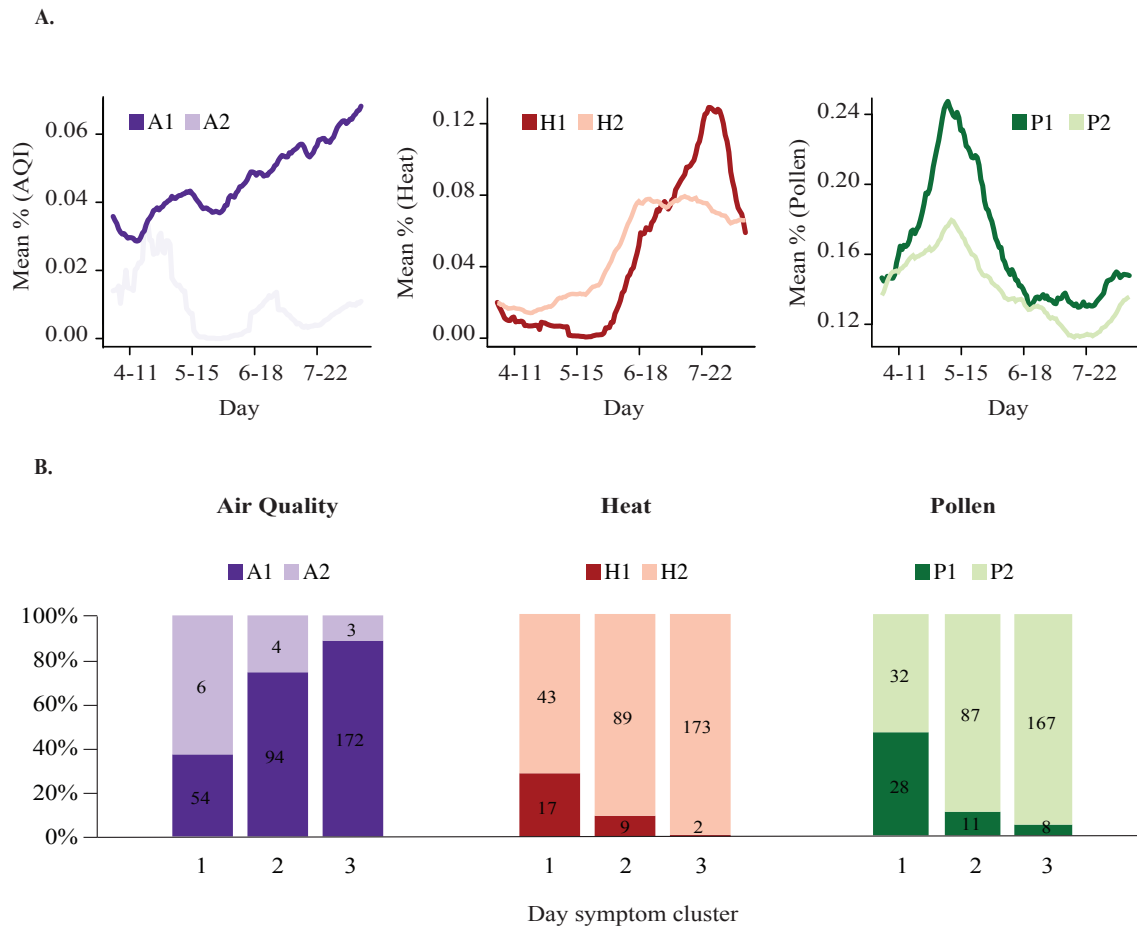 A.
A1 A2
Mean % (AQI)
0.06
0.04
0.02
0.00
4-11 5-15 6-18 7-22
Day
H1 H2
Mean % (Heat)
0.12
0.08
0.04
0.00
4-11 5-15 6-18 7-22
Day
P1 P2
Mean % (Pollen)
0.24
0.20
0.16
0.12
4-11 5-15 6-18 7-22
Day
B.
Air Quality
A1 A2
100%
80%
60%
40%
20%
0%
6 4 3
54 94 172
1 2 3
Heat
H1 H2
43 89 173
17 9 2
1 2 3
Pollen
P1 P2
32 87 167
28 11 8
1 2 3
Day symptom cluster